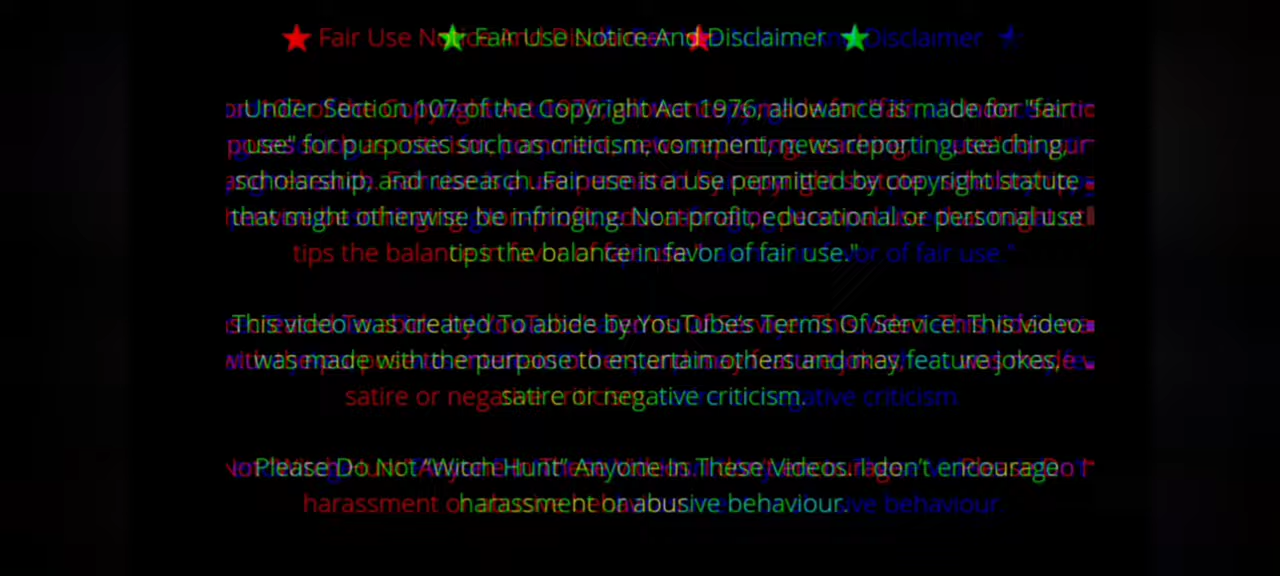 ★ Fair Use Notice And Disclaimer ★
Under Section 107 of the Copyright Act 1976, allowance is made for "fair
use" for purposes such as criticism, comment, news reporting, teaching,
scholarship, and research. Fair use is a use permitted by copyright statute
that might otherwise be infringing. Non-profit, educational or personal use
tips the balance in favor of fair use."
This video was created To abide by YouTube's Terms Of Service. This video
was made with the purpose to entertain others and may feature jokes,
satire or negative criticism.
Please Do Not “Witch Hunt” Anyone In These Videos. I don’t encourage
harassment or abusive behaviour.